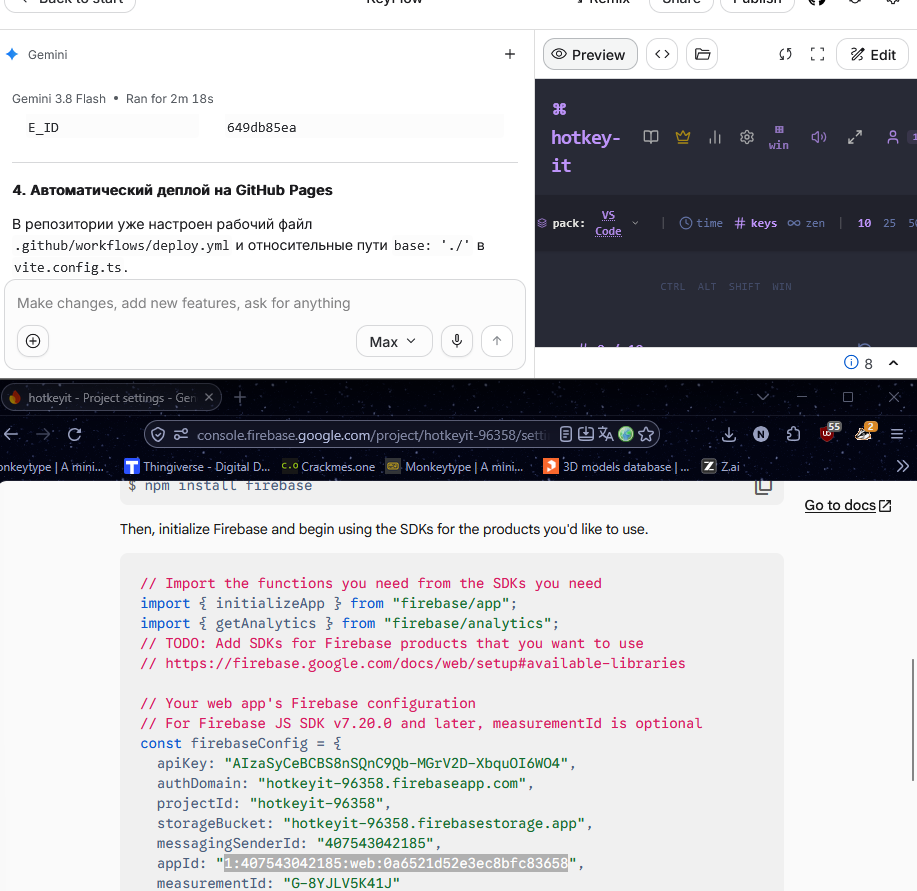 Back to start
KeyFlow
Remix
Share
Publish
Gemini
Preview
Edit
Gemini 3.8 Flash • Ran for 2m 18s
E_ID 649db85ea
4. Автоматический деплой на GitHub Pages
В репозитории уже настроен рабочий файл
.github/workflows/deploy.yml и относительные пути base: './' в
vite.config.ts.
Make changes, add new features, ask for anything
Max
⌘
hotkey-
it
win
pack: VS Code
time # keys ∞ zen
10 25 50
CTRL ALT SHIFT WIN
8
hotkeyit - Project settings - Gen
console.firebase.google.com/project/hotkeyit-96358/setti
55
2
onkeytype | A mini...
Thingiverse - Digital D...
Crackmes.one
Monkeytype | A mini...
3D models database | ...
Z.ai
$ npm install firebase
Go to docs
Then, initialize Firebase and begin using the SDKs for the products you'd like to use.
// Import the functions you need from the SDKs you need
import { initializeApp } from "firebase/app";
import { getAnalytics } from "firebase/analytics";
// TODO: Add SDKs for Firebase products that you want to use
// https://firebase.google.com/docs/web/setup#available-libraries
// Your web app's Firebase configuration
// For Firebase JS SDK v7.20.0 and later, measurementId is optional
const firebaseConfig = {
apiKey: "AIzaSyCeBCBS8nSQnC9Qb-MGrV2D-XbquOI6WO4",
authDomain: "hotkeyit-96358.firebaseapp.com",
projectId: "hotkeyit-96358",
storageBucket: "hotkeyit-96358.firebasestorage.app",
messagingSenderId: "407543042185",
appId: "1:407543042185:web:0a6521d52e3ec8bfc83658",
measurementId: "G-8YJLV5K41J"